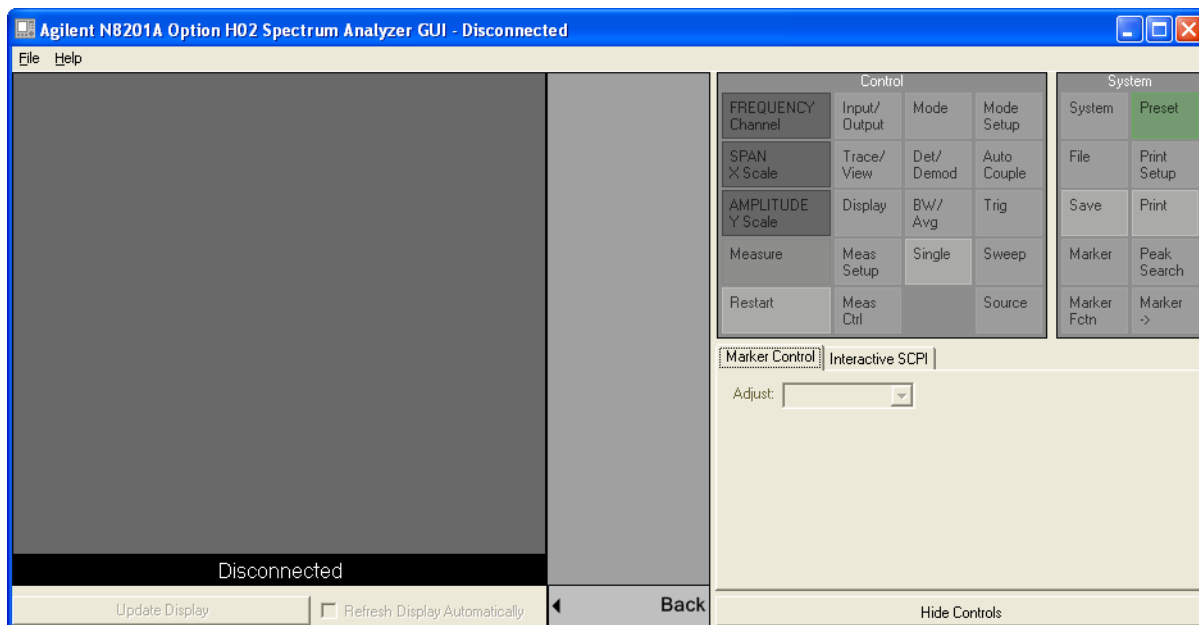 Agilent N8201A Option H02 Spectrum Analyzer GUI - Disconnected
File Help
Control
FREQUENCY
Channel
Input/
Output
Mode
Mode
Setup
SPAN
X Scale
Trace/
View
Det/
Demod
Auto
Couple
AMPLITUDE
Y Scale
Display
BW/
Avg
Trig
Measure
Meas
Setup
Single
Sweep
Restart
Meas
Ctrl
Source
System
System
Preset
File
Print
Setup
Save
Print
Marker
Peak
Search
Marker
Fctn
Marker
->
Marker Control
Interactive SCPI
Adjust:
Disconnected
Update Display
Refresh Display Automatically
Back
Hide Controls